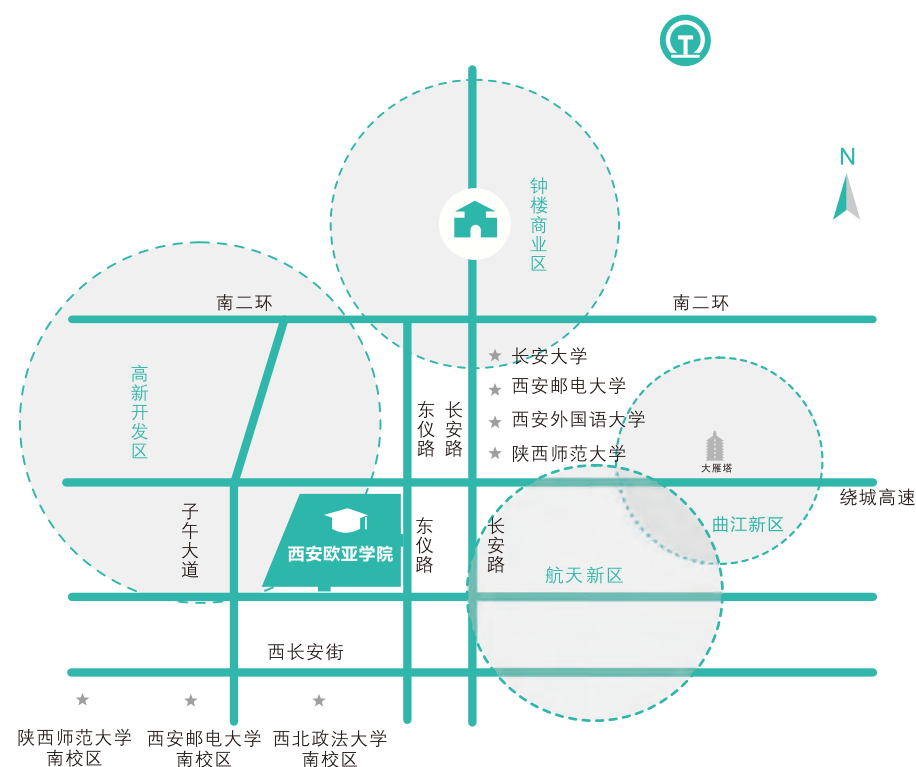 N
钟楼商业区
南二环
南二环
高新开发区
长安大学
西安邮电大学
西安外国语大学
陕西师范大学
东仪路
长安路
大雁塔
绕城高速
子午大道
西安欧亚学院
东仪路
长安路
曲江新区
航天新区
西长安街
陕西师范大学
南校区
西安邮电大学
南校区
西北政法大学
南校区